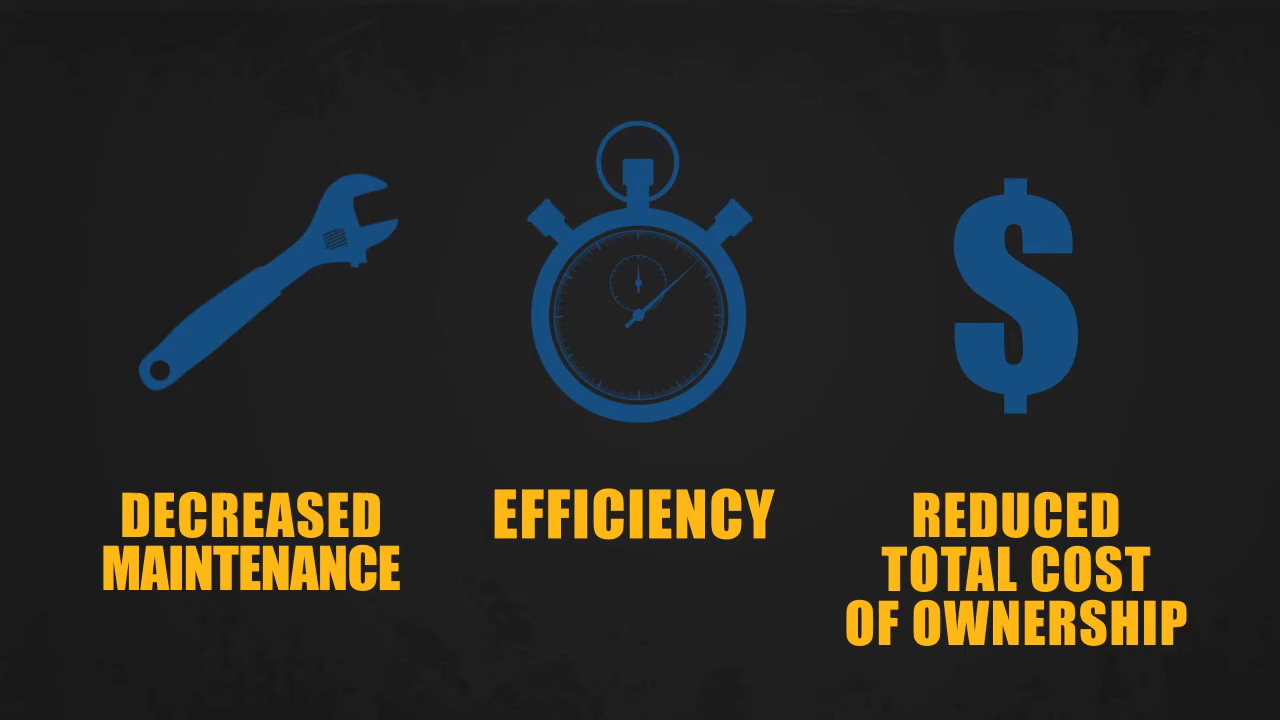 DECREASED
MAINTENANCE
EFFICIENCY
$
REDUCED
TOTAL COST
OF OWNERSHIP